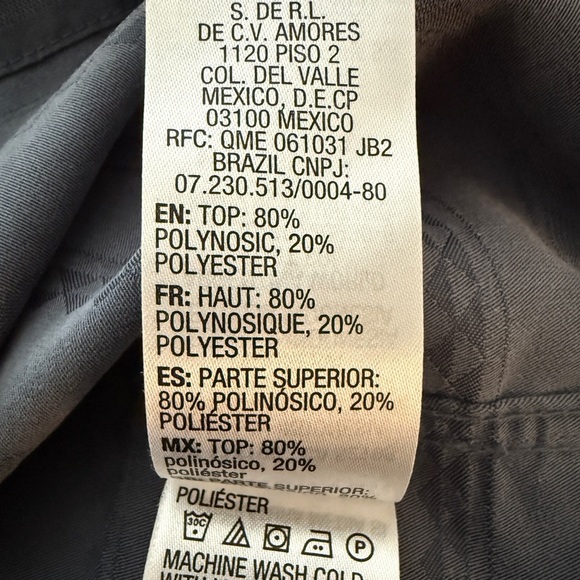 S. DE R.L.
DE C.V. AMORES
1120 PISO 2
COL. DEL VALLE
MEXICO, D.E.CP
03100 MEXICO
RFC: QME 061031 JB2
BRAZIL CNPJ:
07.230.513/0004-80
EN: TOP: 80%
POLYNOSIC, 20%
POLYESTER
FR: HAUT: 80%
POLYNOSIQUE, 20%
POLYESTER
ES: PARTE SUPERIOR:
80% POLINÓSICO, 20%
POLIÉSTER
MX: TOP: 80%
polinósico, 20%
poliéster
SUPERIOR:
POLIÉSTER
30C P
MACHINE WASH COLD